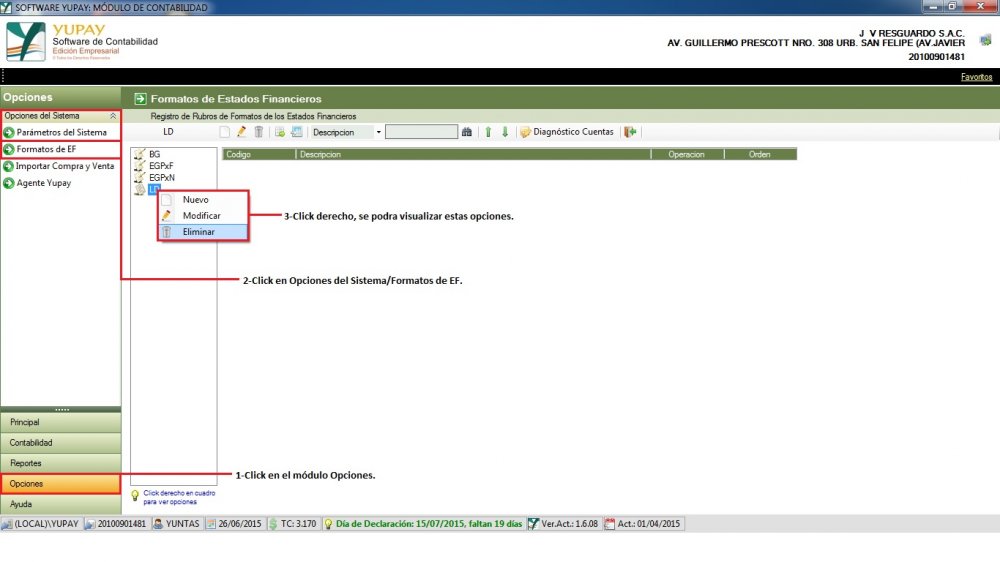 SOFTWARE YUPAY: MÓDULO DE CONTABILIDAD
YUPAY
Software de Contabilidad
Edición Empresarial
© Todos los Derechos Reservados
J V RESGUARDO S.A.C.
AV. GUILLERMO PRESCOTT NRO. 308 URB. SAN FELIPE (AV.JAVIER
20100901481
Favoritos
Opciones
Formatos de Estados Financieros
Opciones del Sistema
Registro de Rubros de Formatos de los Estados Financieros
Parámetros del Sistema
LD
Descripcion
Diagnóstico Cuentas
Formatos de EF
BG
Codigo
Descripcion
Operacion
Orden
Importar Compra y Venta
EGPxF
EGPxN
Agente Yupay
LD
Nuevo
Modificar
3-Click derecho, se podra visualizar estas opciones.
Eliminar
2-Click en Opciones del Sistema/Formatos de EF.
Principal
Contabilidad
Reportes
1-Click en el módulo Opciones.
Opciones
Click derecho en cuadro
para ver opciones
Ayuda
(LOCAL)\YUPAY
20100901481
YUNTAS
26/06/2015
TC: 3.170
Día de Declaración: 15/07/2015, faltan 19 días
Ver.Act.: 1.6.08
Act.: 01/04/2015